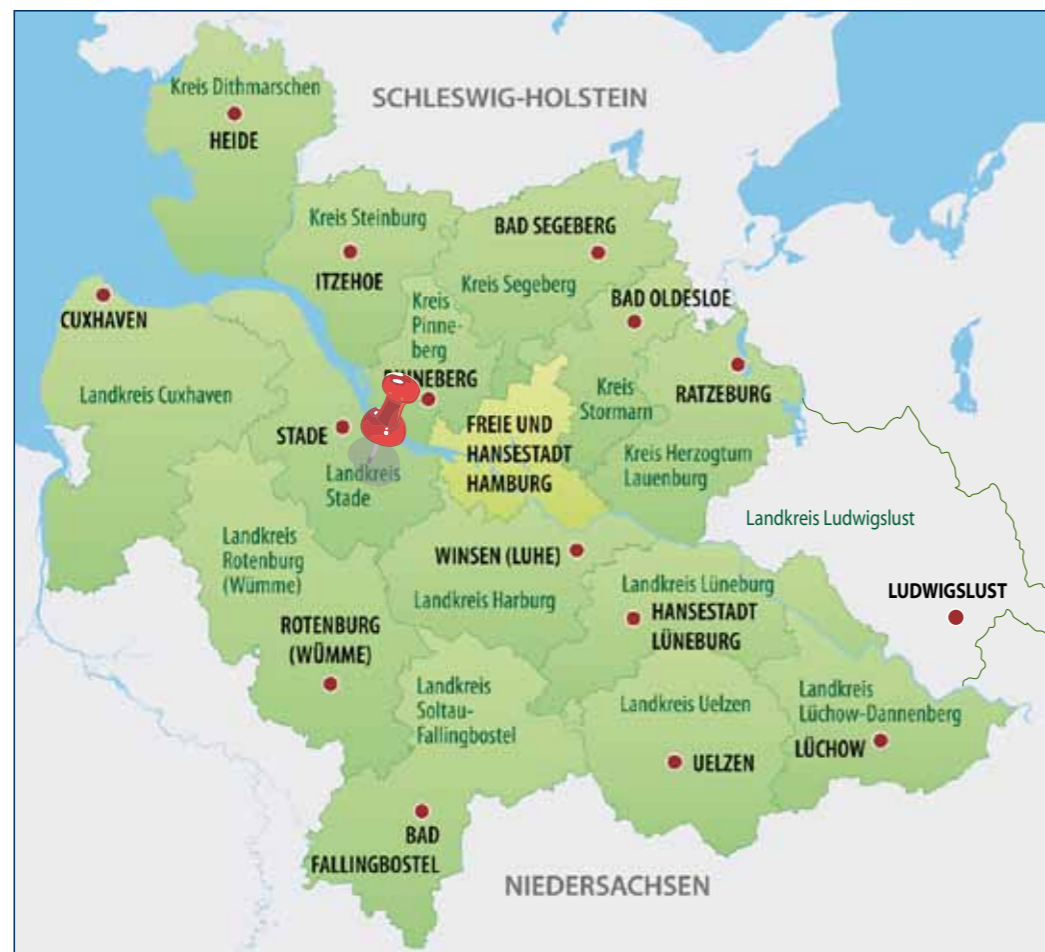 Kreis Dithmarschen
HEIDE
SCHLESWIG-HOLSTEIN
Kreis Steinburg
ITZEHOE
BAD SEGEBERG
Kreis Segeberg
BAD OLDESLOE
CUXHAVEN
Landkreis Cuxhaven
Kreis
Pinne-
berg
RATZEBURG
Kreis
Stormarn
STADE
Landkreis
Stade
FREIE UND
HANSESTADT
HAMBURG
Kreis Herzogtum
Lauenburg
Landkreis Ludwigslust
LUDWIGSLUST
Landkreis
Rotenburg
(Wümme)
ROTENBURG
(WÜMME)
WINSEN (LUHE)
Landkreis Harburg
Landkreis Lüneburg
HANSESTADT
LÜNEBURG
Landkreis
Soltau-
Fallingbostel
Landkreis Uelzen
UELZEN
Landkreis
Lüchow-Dannenberg
LÜCHOW
BAD
FALLINGBOSTEL
NIEDERSACHSEN